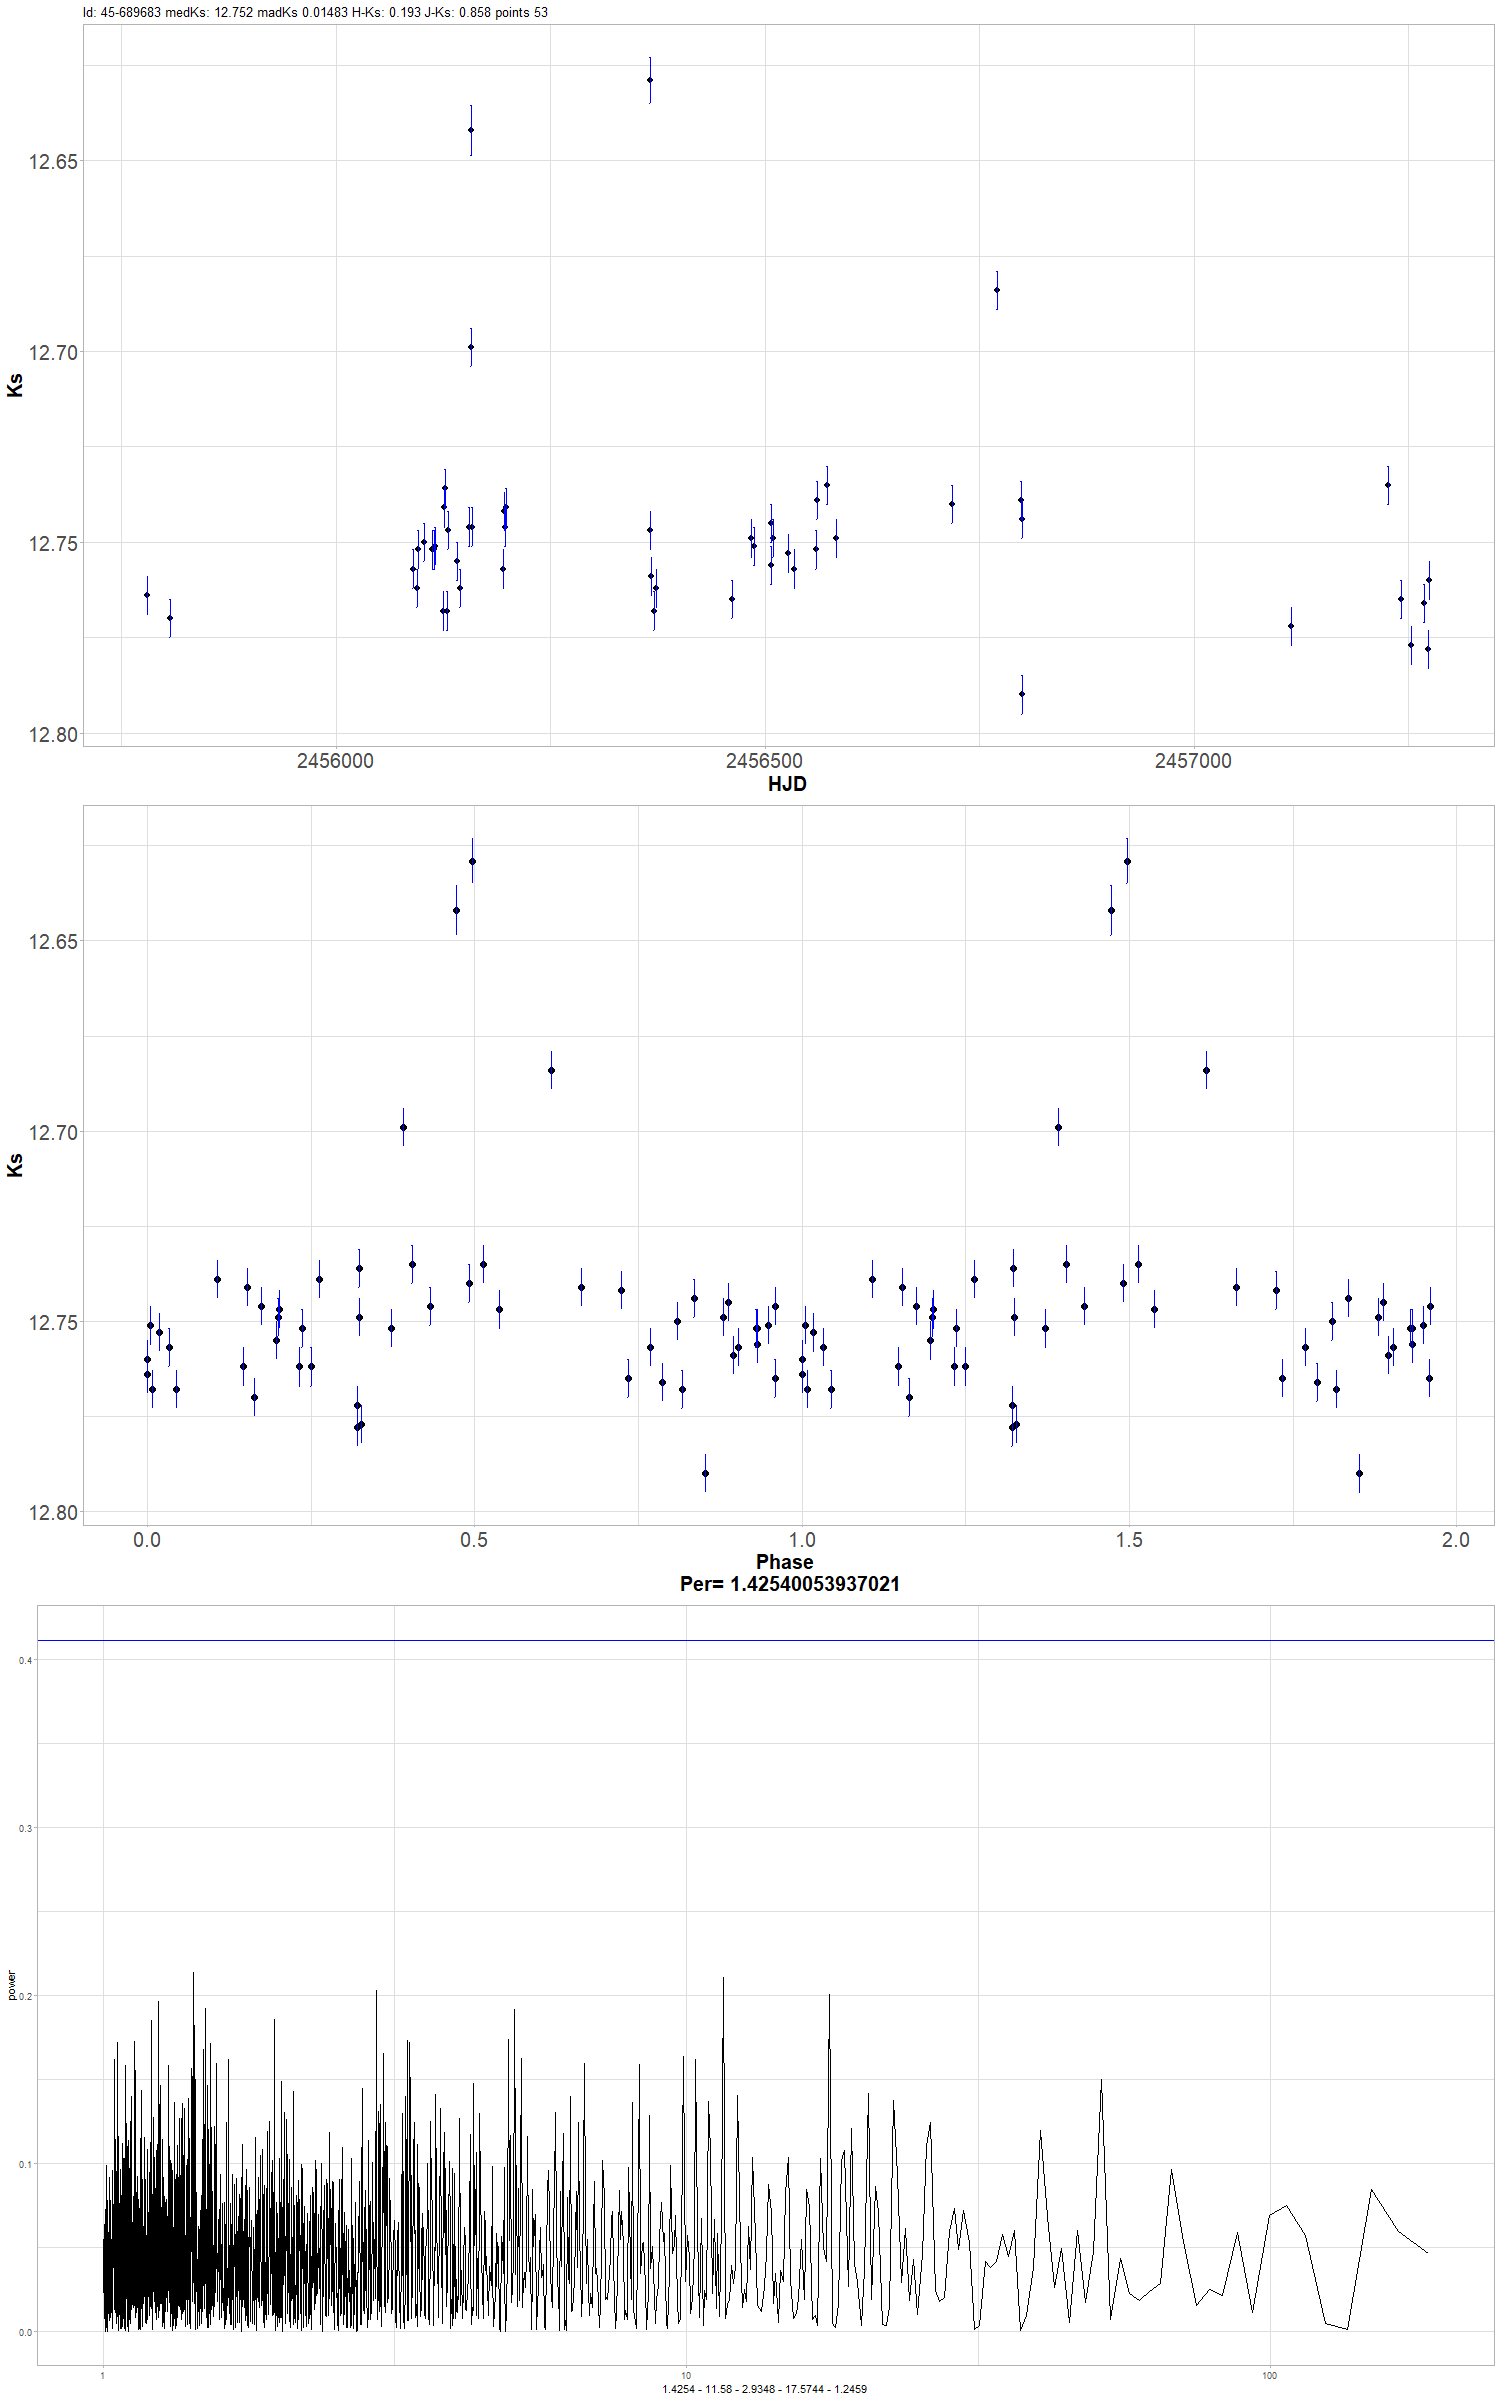 Id: 45-689683 medKs: 12.752 madKs 0.01483 H-Ks: 0.193 J-Ks: 0.858 points 53
12.65
12.70
12.75
12.80
Ks
2456000 2456500 2457000
HJD
12.65
12.70
12.75
12.80
Ks
0.0 0.5 1.0 1.5 2.0
Phase
Per= 1.42540053937021
0.4
0.3
0.2
0.1
0.0
power
1 10 100
1.4254 - 11.58 - 2.9348 - 17.5744 - 1.2459